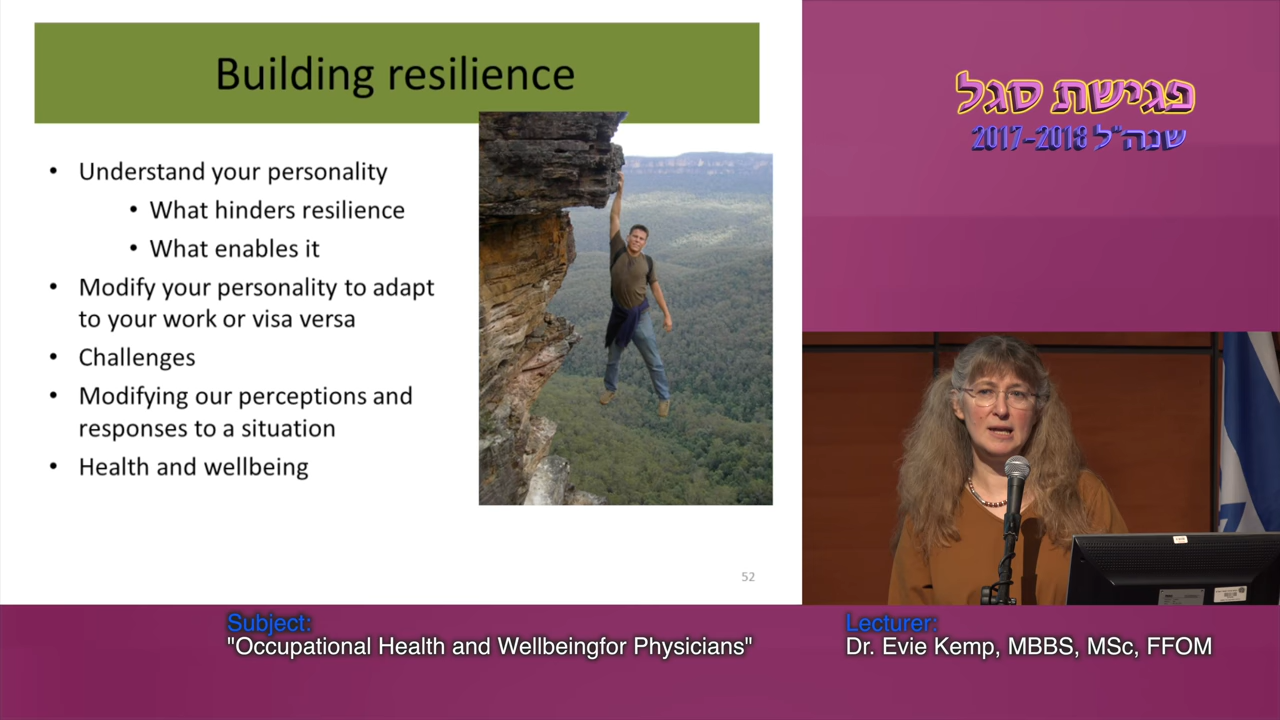 Building resilience
• Understand your personality
• What hinders resilience
• What enables it
• Modify your personality to adapt
to your work or visa versa
• Challenges
• Modifying our perceptions and
responses to a situation
• Health and wellbeing
52
פגישת סגל
שנה"ל 2017-2018
Subject:
"Occupational Health and Wellbeingfor Physicians"
Lecturer:
Dr. Evie Kemp, MBBS, MSc, FFOM